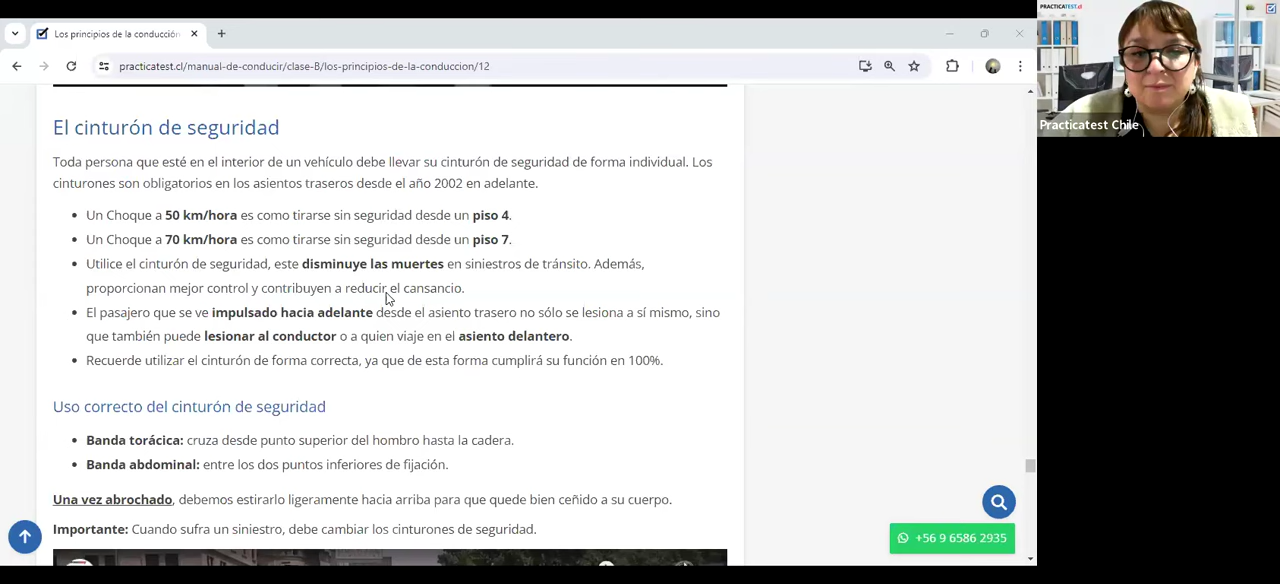 Los principios de la conducción
practicatest.cl/manual-de-conducir/clase-B/los-principios-de-la-conduccion/12
PRACTICATEST.cl
Practicatest Chile
El cinturón de seguridad
Toda persona que esté en el interior de un vehículo debe llevar su cinturón de seguridad de forma individual. Los
cinturones son obligatorios en los asientos traseros desde el año 2002 en adelante.
Un Choque a 50 km/hora es como tirarse sin seguridad desde un piso 4.
Un Choque a 70 km/hora es como tirarse sin seguridad desde un piso 7.
Utilice el cinturón de seguridad, este disminuye las muertes en siniestros de tránsito. Además,
proporcionan mejor control y contribuyen a reducir el cansancio.
El pasajero que se ve impulsado hacia adelante desde el asiento trasero no sólo se lesiona a sí mismo, sino
que también puede lesionar al conductor o a quien viaje en el asiento delantero.
Recuerde utilizar el cinturón de forma correcta, ya que de esta forma cumplirá su función en 100%.
Uso correcto del cinturón de seguridad
Banda torácica: cruza desde punto superior del hombro hasta la cadera.
Banda abdominal: entre los dos puntos inferiores de fijación.
Una vez abrochado, debemos estirarlo ligeramente hacia arriba para que quede bien ceñido a su cuerpo.
Importante: Cuando sufra un siniestro, debe cambiar los cinturones de seguridad.
+56 9 6586 2935